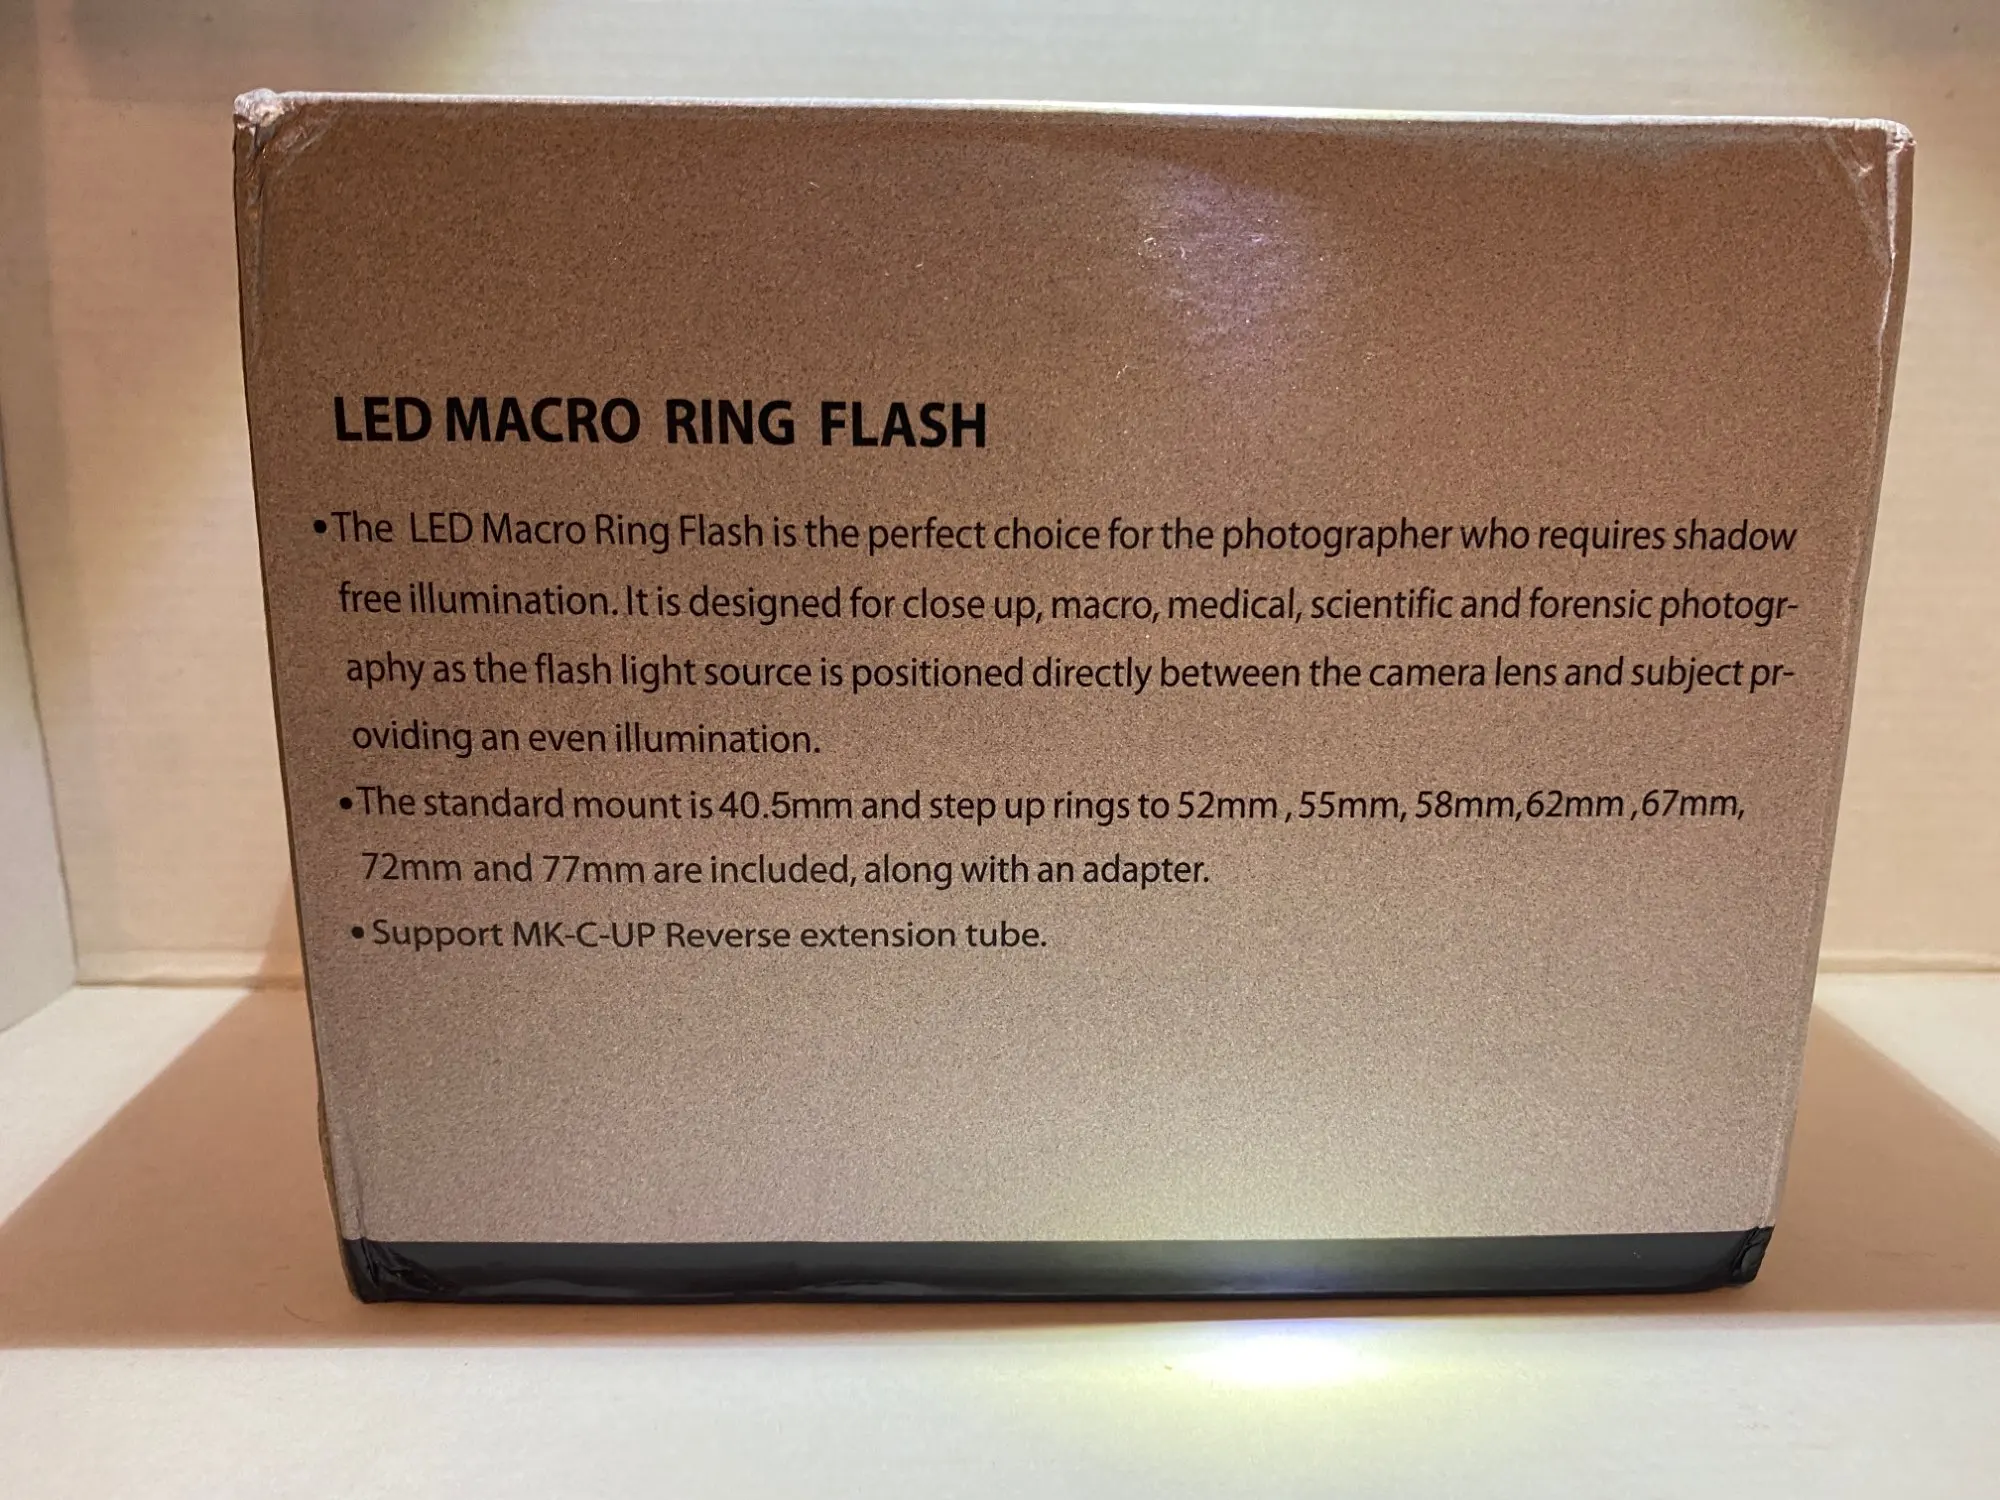 LED MACRO RING FLASH
•The LED Macro Ring Flash is the perfect choice for the photographer who requires shadow
free illumination. It is designed for close up, macro, medical, scientific and forensic photogr-
aphy as the flash light source is positioned directly between the camera lens and subject pr-
oviding an even illumination.
•The standard mount is 40.5mm and step up rings to 52mm ,55mm, 58mm,62mm ,67mm,
72mm and 77mm are included, along with an adapter.
• Support MK-C-UP Reverse extension tube.